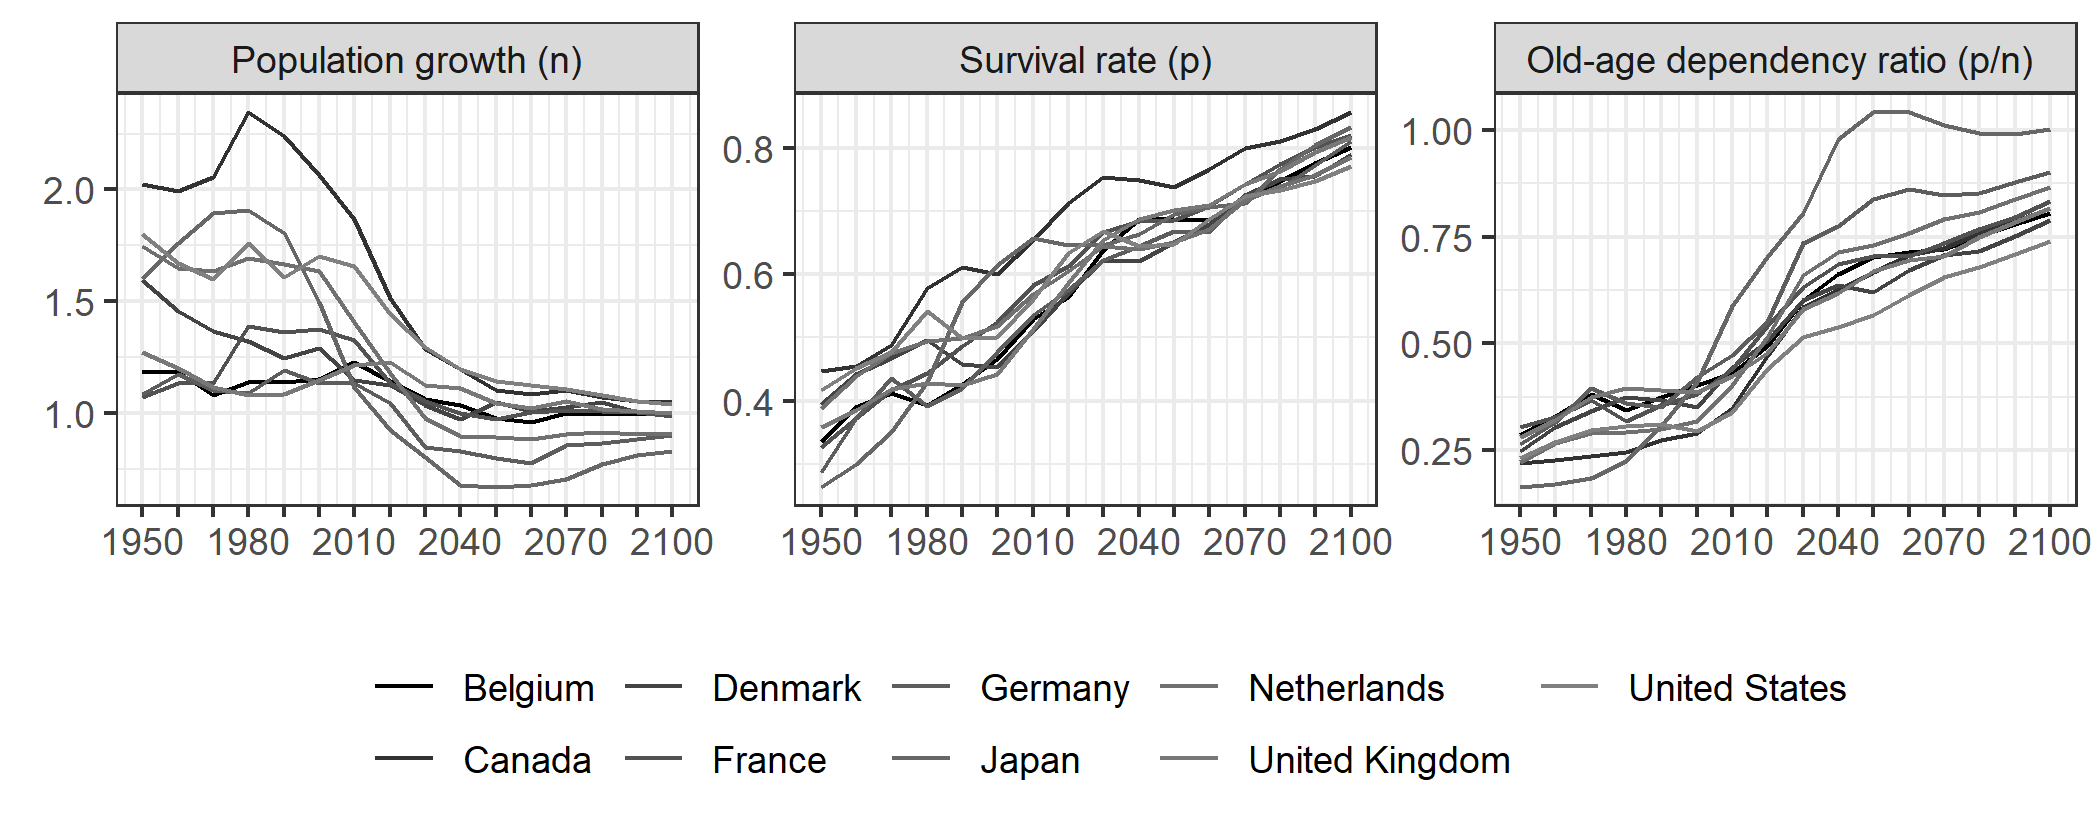 Population growth (n)
Survival rate (p)
Old-age dependency ratio (p/n)
2.0
1.5
1.0
1950 1980 2010 2040 2070 2100
0.8
0.6
0.4
1950 1980 2010 2040 2070 2100
1.00
0.75
0.50
0.25
1950 1980 2010 2040 2070 2100
Belgium Denmark Germany Netherlands United States
Canada France Japan United Kingdom